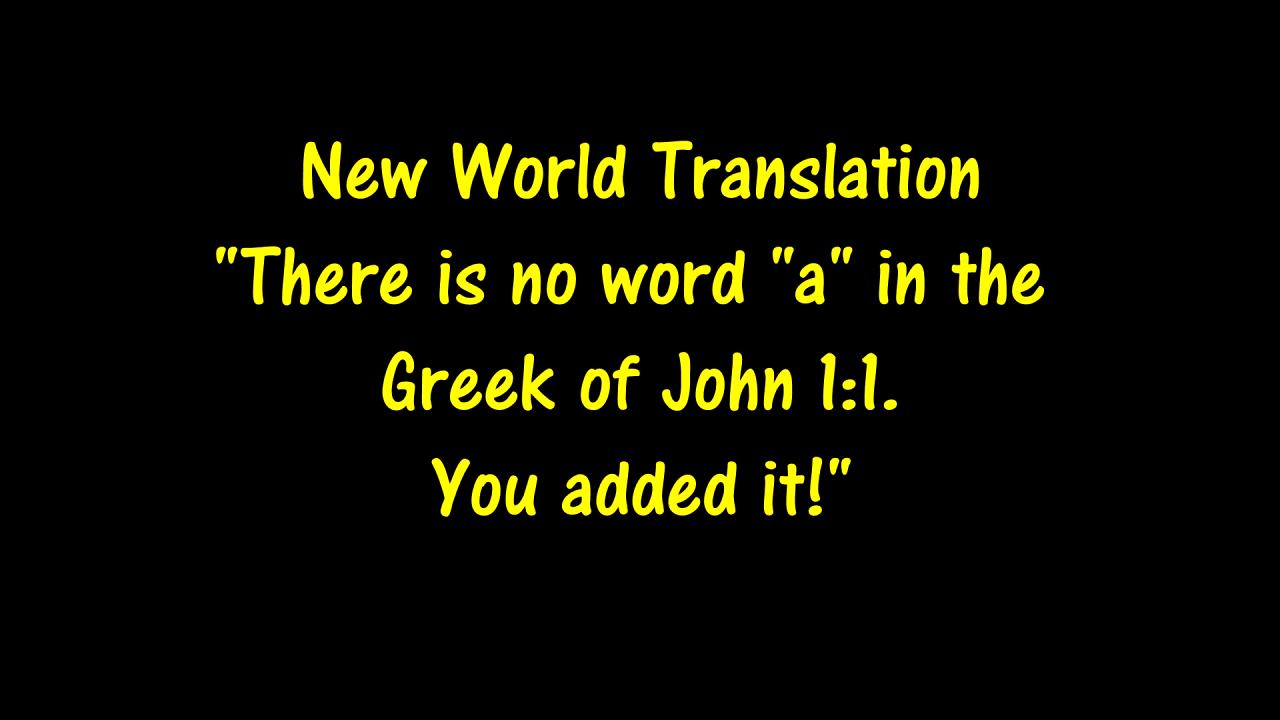 New World Translation
"There is no word "a" in the
Greek of John 1:1.
You added it!"